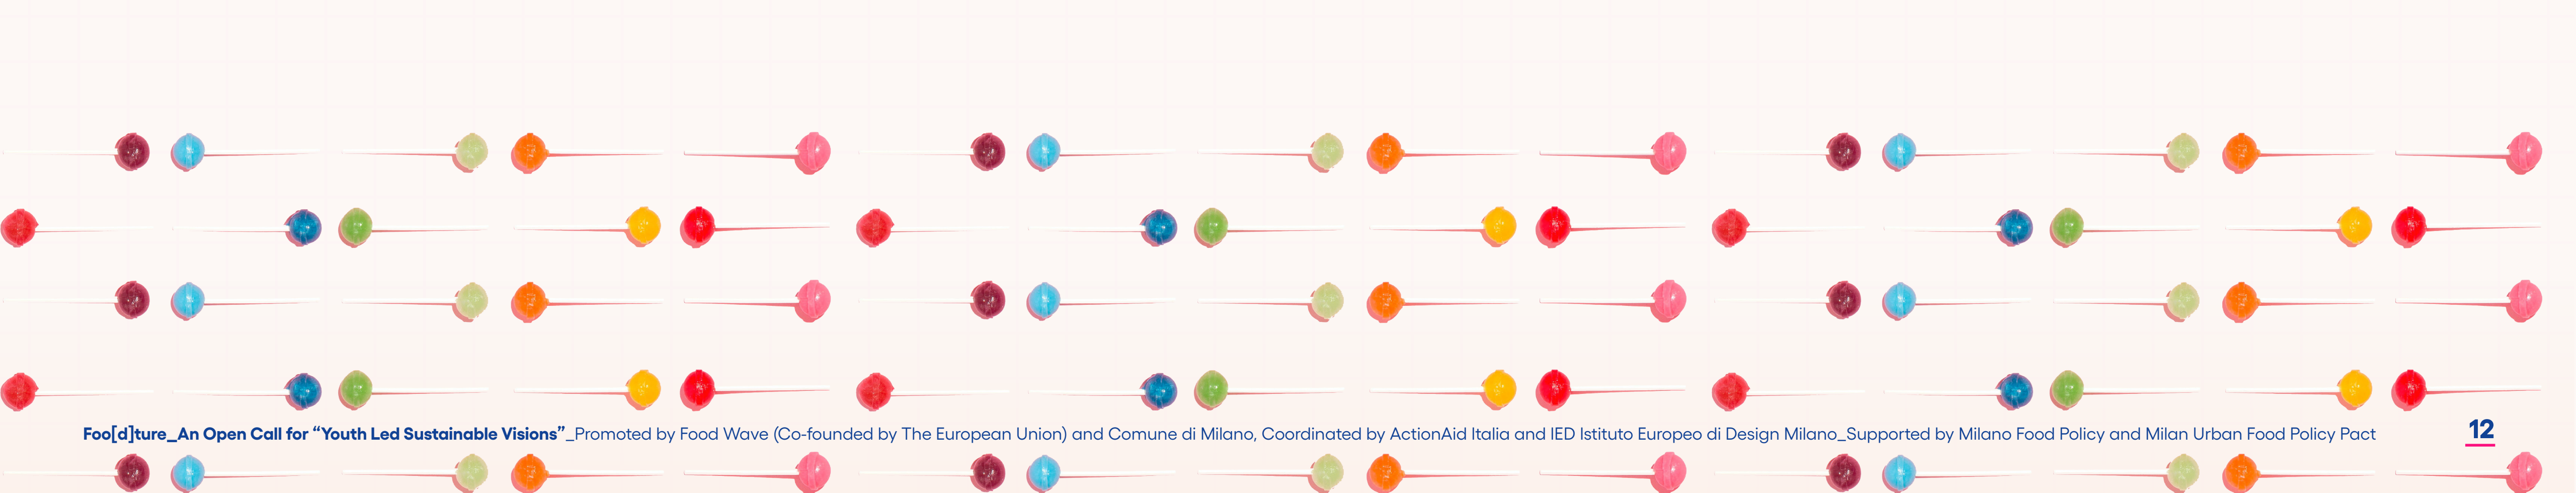 Foo[d]ture_An Open Call for “Youth Led Sustainable Visions”_Promoted by Food Wave (Co-founded by The European Union) and Comune di Milano, Coordinated by ActionAid Italia and IED Istituto Europeo di Design Milano_Supported by Milano Food Policy and Milan Urban Food Policy Pact 12